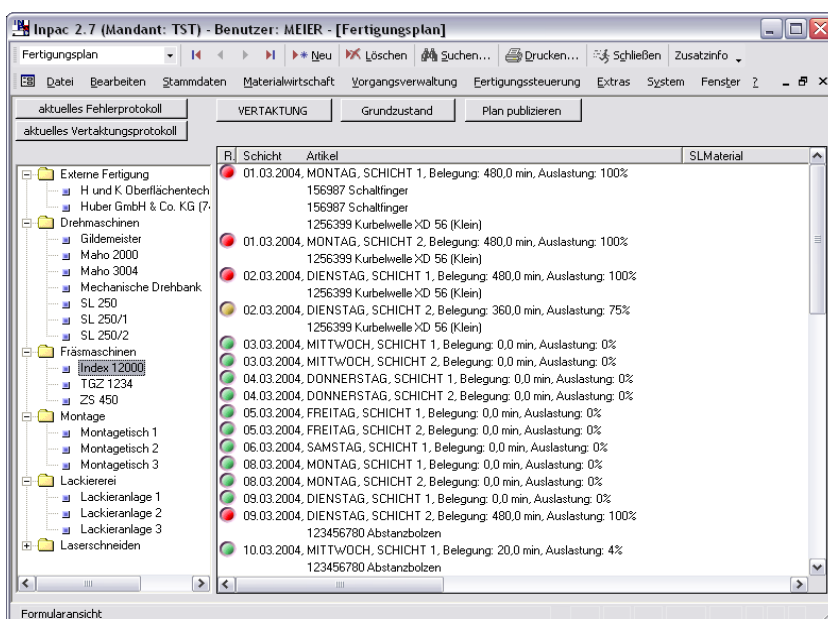 Inpac 2.7 (Mandant: TST) - Benutzer: MEIER - [Fertigungsplan]
Fertigungsplan Neu Löschen Suchen... Drucken... Schließen Zusatzinfo
Datei Bearbeiten Stammdaten Materialwirtschaft Vorgangsverwaltung Fertigungssteuerung Extras System Fenster ?
aktuelles Fehlerprotokoll VERTAKTUNG Grundzustand Plan publizieren
aktuelles Vertaktungsprotokoll
Externe Fertigung
H und K Oberflächentech
Huber GmbH & Co. KG (7
Drehmaschinen
Gildemeister
Maho 2000
Maho 3004
Mechanische Drehbank
SL 250
SL 250/1
SL 250/2
Fräsmaschinen
Index 12000
TGZ 1234
ZS 450
Montage
Montagetisch 1
Montagetisch 2
Montagetisch 3
Lackiererei
Lackieranlage 1
Lackieranlage 2
Lackieranlage 3
Laserschneiden
R. Schicht Artikel SLMaterial
01.03.2004, MONTAG, SCHICHT 1, Belegung: 480,0 min, Auslastung: 100%
156987 Schaltfinger
156987 Schaltfinger
1256399 Kurbelwelle XD 56 (Klein)
01.03.2004, MONTAG, SCHICHT 2, Belegung: 480,0 min, Auslastung: 100%
1256399 Kurbelwelle XD 56 (Klein)
02.03.2004, DIENSTAG, SCHICHT 1, Belegung: 480,0 min, Auslastung: 100%
1256399 Kurbelwelle XD 56 (Klein)
02.03.2004, DIENSTAG, SCHICHT 2, Belegung: 360,0 min, Auslastung: 75%
1256399 Kurbelwelle XD 56 (Klein)
03.03.2004, MITTWOCH, SCHICHT 1, Belegung: 0,0 min, Auslastung: 0%
03.03.2004, MITTWOCH, SCHICHT 2, Belegung: 0,0 min, Auslastung: 0%
04.03.2004, DONNERSTAG, SCHICHT 1, Belegung: 0,0 min, Auslastung: 0%
04.03.2004, DONNERSTAG, SCHICHT 2, Belegung: 0,0 min, Auslastung: 0%
05.03.2004, FREITAG, SCHICHT 1, Belegung: 0,0 min, Auslastung: 0%
05.03.2004, FREITAG, SCHICHT 2, Belegung: 0,0 min, Auslastung: 0%
06.03.2004, SAMSTAG, SCHICHT 1, Belegung: 0,0 min, Auslastung: 0%
08.03.2004, MONTAG, SCHICHT 1, Belegung: 0,0 min, Auslastung: 0%
08.03.2004, MONTAG, SCHICHT 2, Belegung: 0,0 min, Auslastung: 0%
09.03.2004, DIENSTAG, SCHICHT 1, Belegung: 0,0 min, Auslastung: 0%
09.03.2004, DIENSTAG, SCHICHT 2, Belegung: 480,0 min, Auslastung: 100%
123456780 Abstanzbolzen
10.03.2004, MITTWOCH, SCHICHT 1, Belegung: 20,0 min, Auslastung: 4%
123456780 Abstanzbolzen
Formularansicht